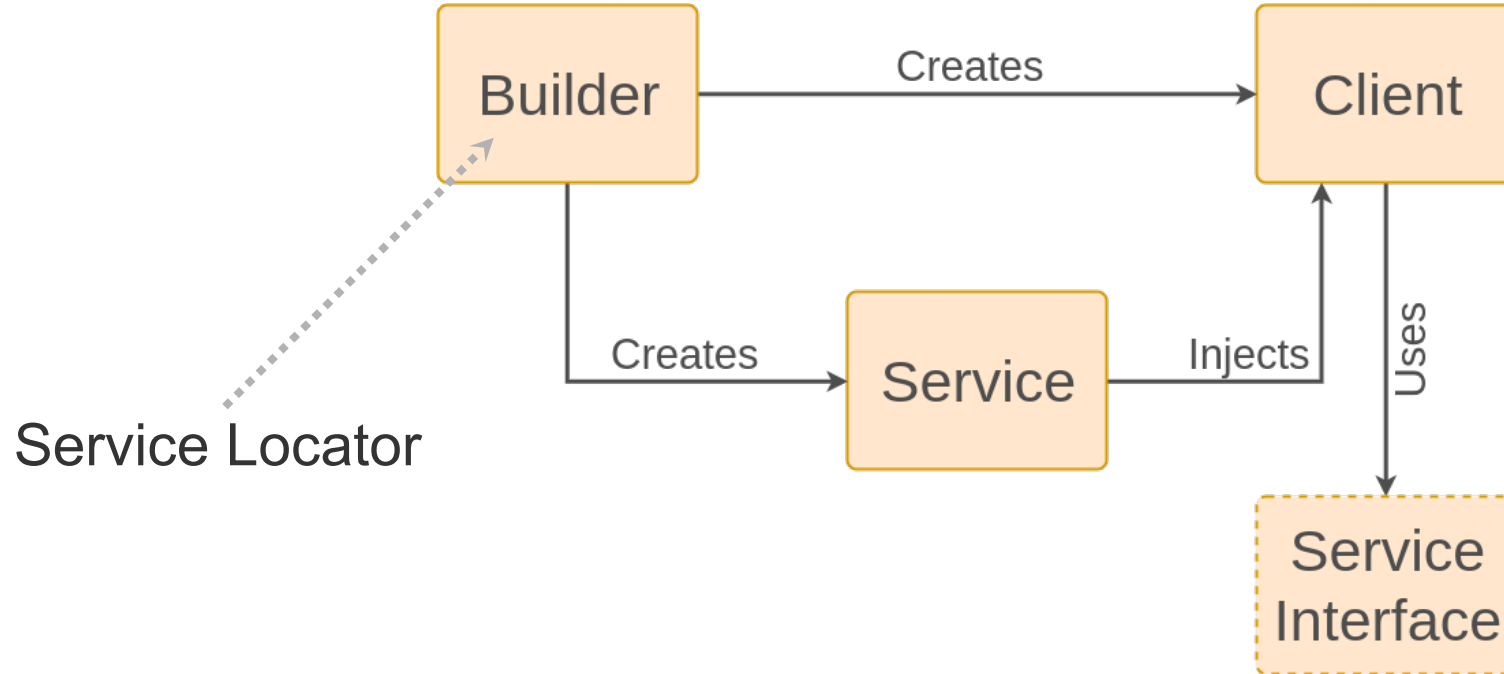 Builder
Creates
Client
Creates
Service
Injects
Uses
Service Locator
Service
Interface